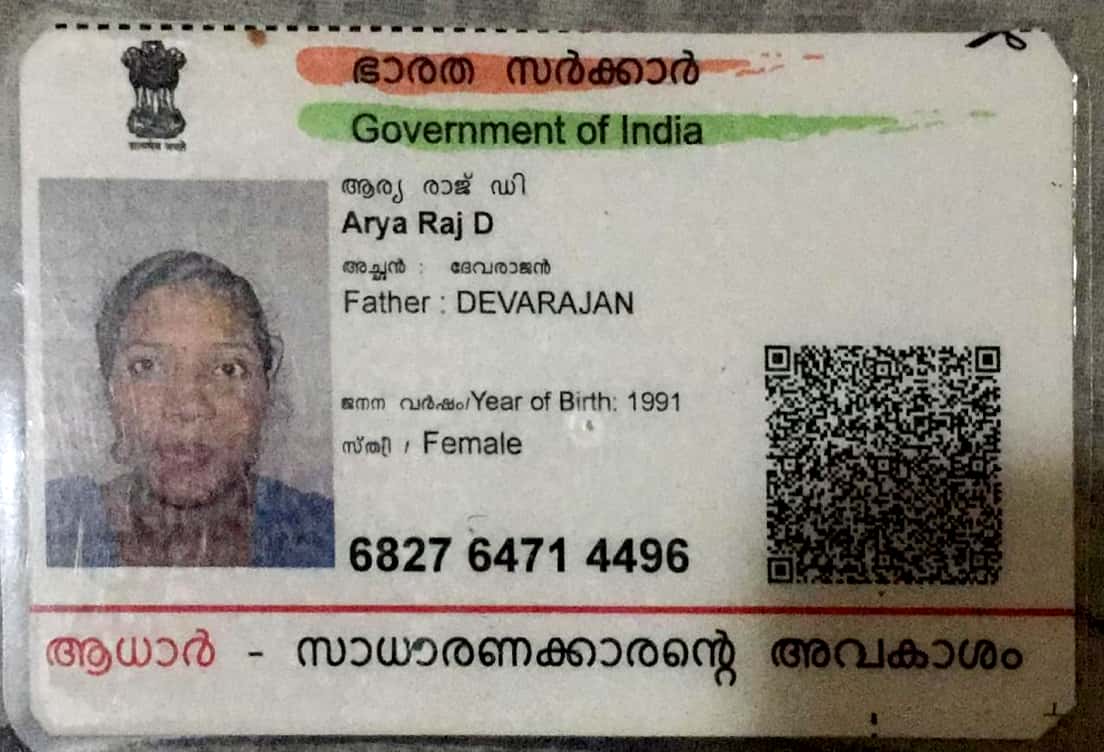 ഭാരത സർക്കാർ
Government of India
ആര്യ രാജ് ഡി
Arya Raj D
അച്ഛൻ : ദേവരാജൻ
Father : DEVARAJAN
ജനന വർഷം/Year of Birth: 1991
സ്ത്രീ / Female
6827 6471 4496
ആധാർ - സാധാരണക്കാരന്റെ അവകാശം